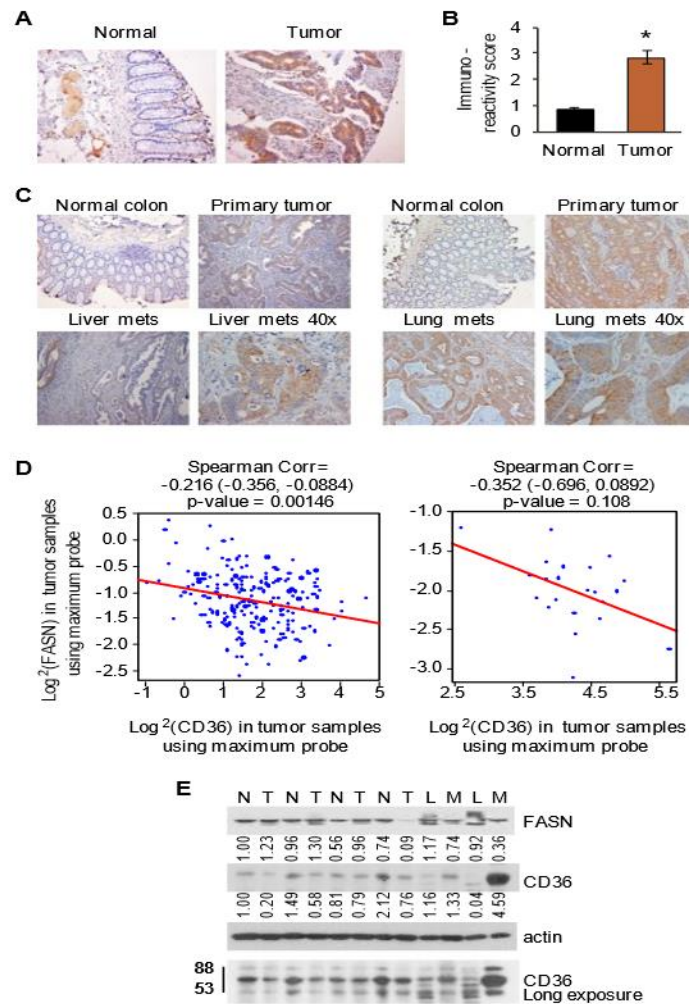 A
Normal
Tumor
B
Immuno -
reactivity score
4
3
2
1
0
*
Normal
Tumor
C
Normal colon
Primary tumor
Normal colon
Primary tumor
Liver mets
Liver mets 40x
Lung mets
Lung mets 40x
D
Spearman Corr=
-0.216 (-0.356, -0.0884)
p-value = 0.00146
Spearman Corr=
-0.352 (-0.696, 0.0892)
p-value = 0.108
Log2(FASN) in tumor samples
using maximum probe
0.5
0.0
-0.5
-1.0
-1.5
-2.0
-2.5
-1 0 1 2 3 4 5
Log2(CD36) in tumor samples
using maximum probe
-1.0
-1.5
-2.0
-2.5
-3.0
2.5 3.5 4.5 5.5
Log2(CD36) in tumor samples
using maximum probe
E
N T N T N T N T L M L M
FASN
1.00 1.23 0.96 1.30 0.56 0.96 0.74 0.09 1.17 0.74 0.92 0.36
CD36
1.00 0.20 1.49 0.58 0.81 0.79 2.12 0.76 1.16 1.33 0.04 4.59
actin
88
53
CD36
Long exposure